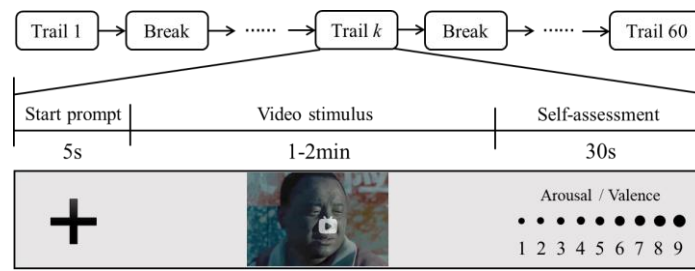 Trail 1 Break ...... Trail k Break ...... Trail 60
Start prompt Video stimulus Self-assessment
5s 1-2min 30s
Arousal / Valence
1 2 3 4 5 6 7 8 9